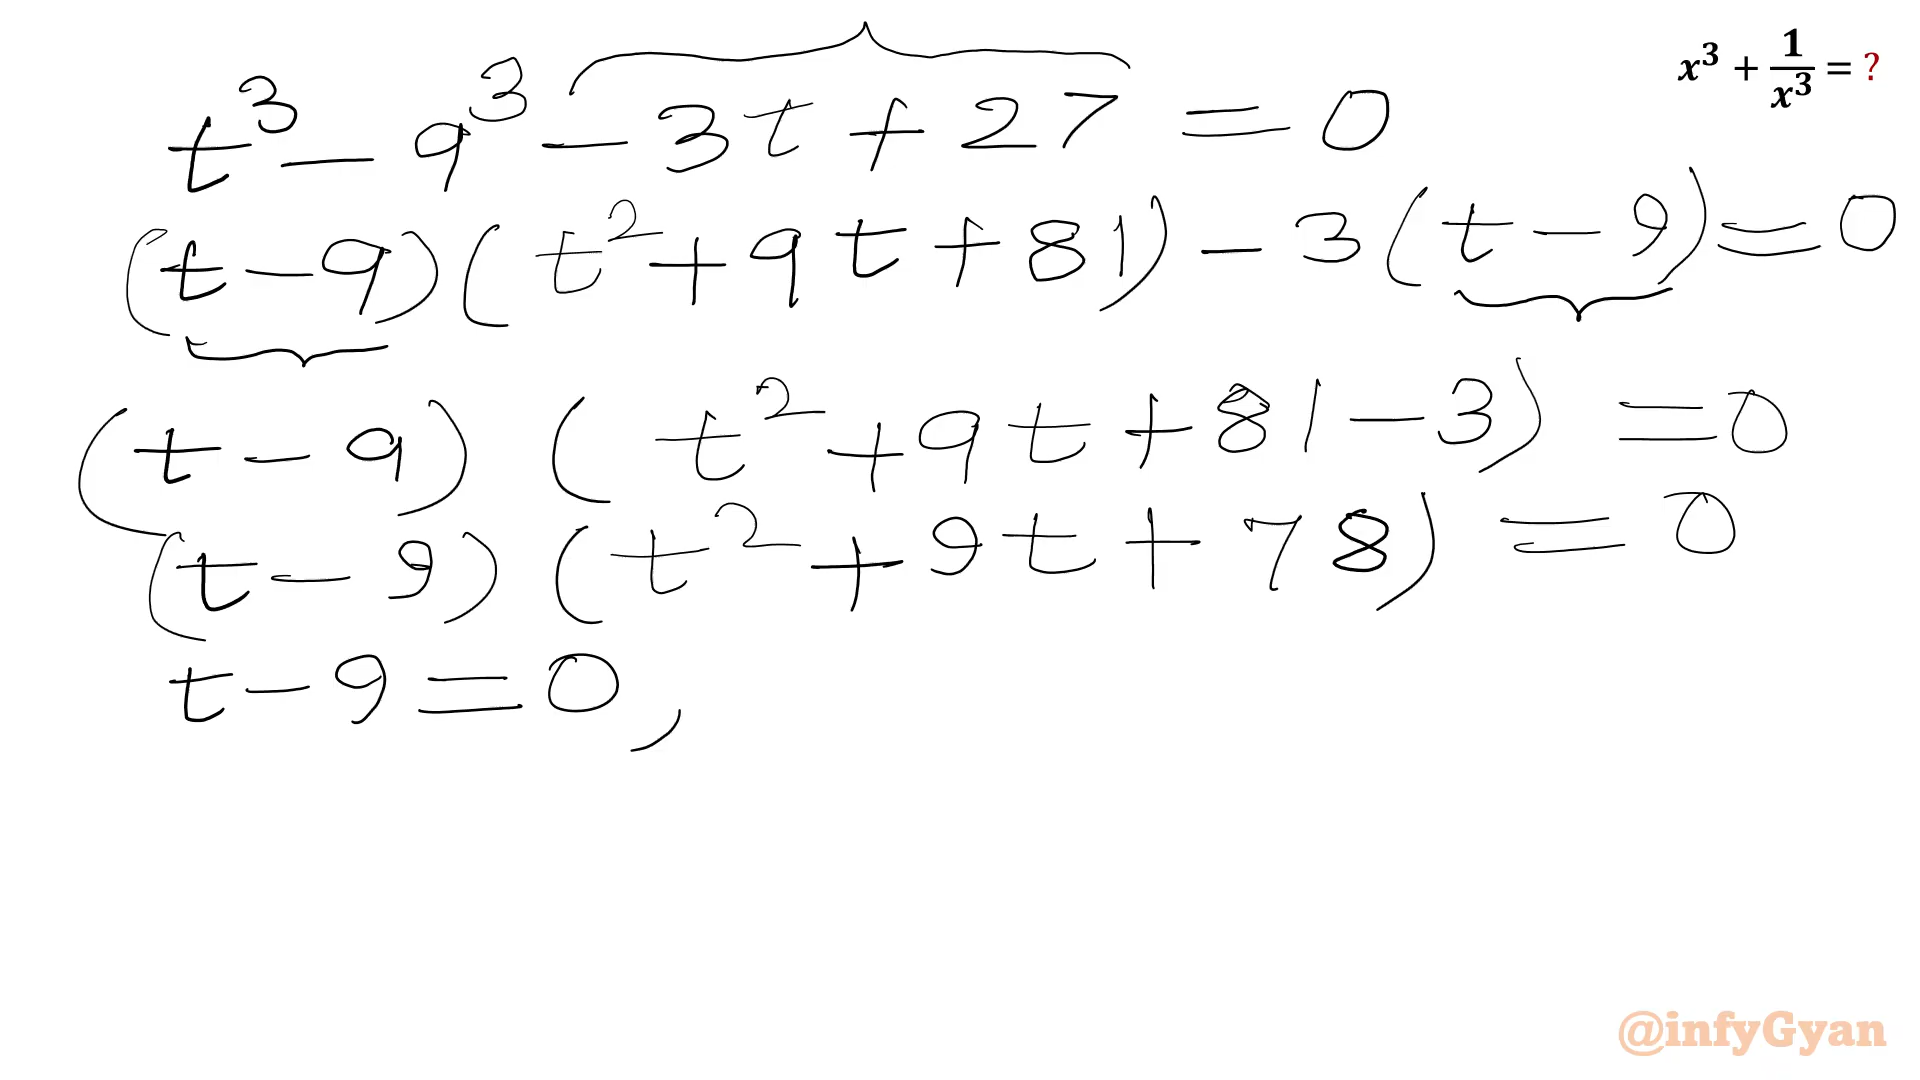 x³ + 1/x³ = ?
t³ - 9³ - 3t + 27 = 0
(t - 9)(t² + 9t + 81) - 3(t - 9) = 0
(t - 9) (t² + 9t + 81 - 3) = 0
(t - 9) (t² + 9t + 78) = 0
t - 9 = 0,
@infyGyan